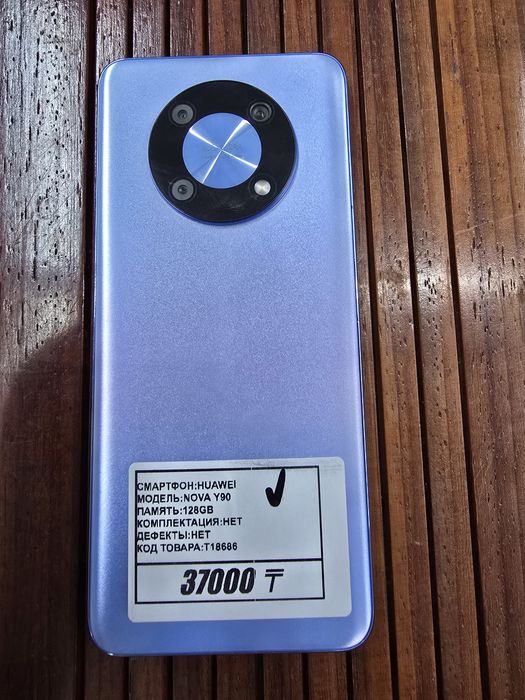 СМАРТФОН:HUAWEI
МОДЕЛЬ:NOVA Y90
ПАМЯТЬ:128GB
КОМПЛЕКТАЦИЯ:НЕТ
ДЕФЕКТЫ:НЕТ
КОД ТОВАРА:T18686
37000 ₸